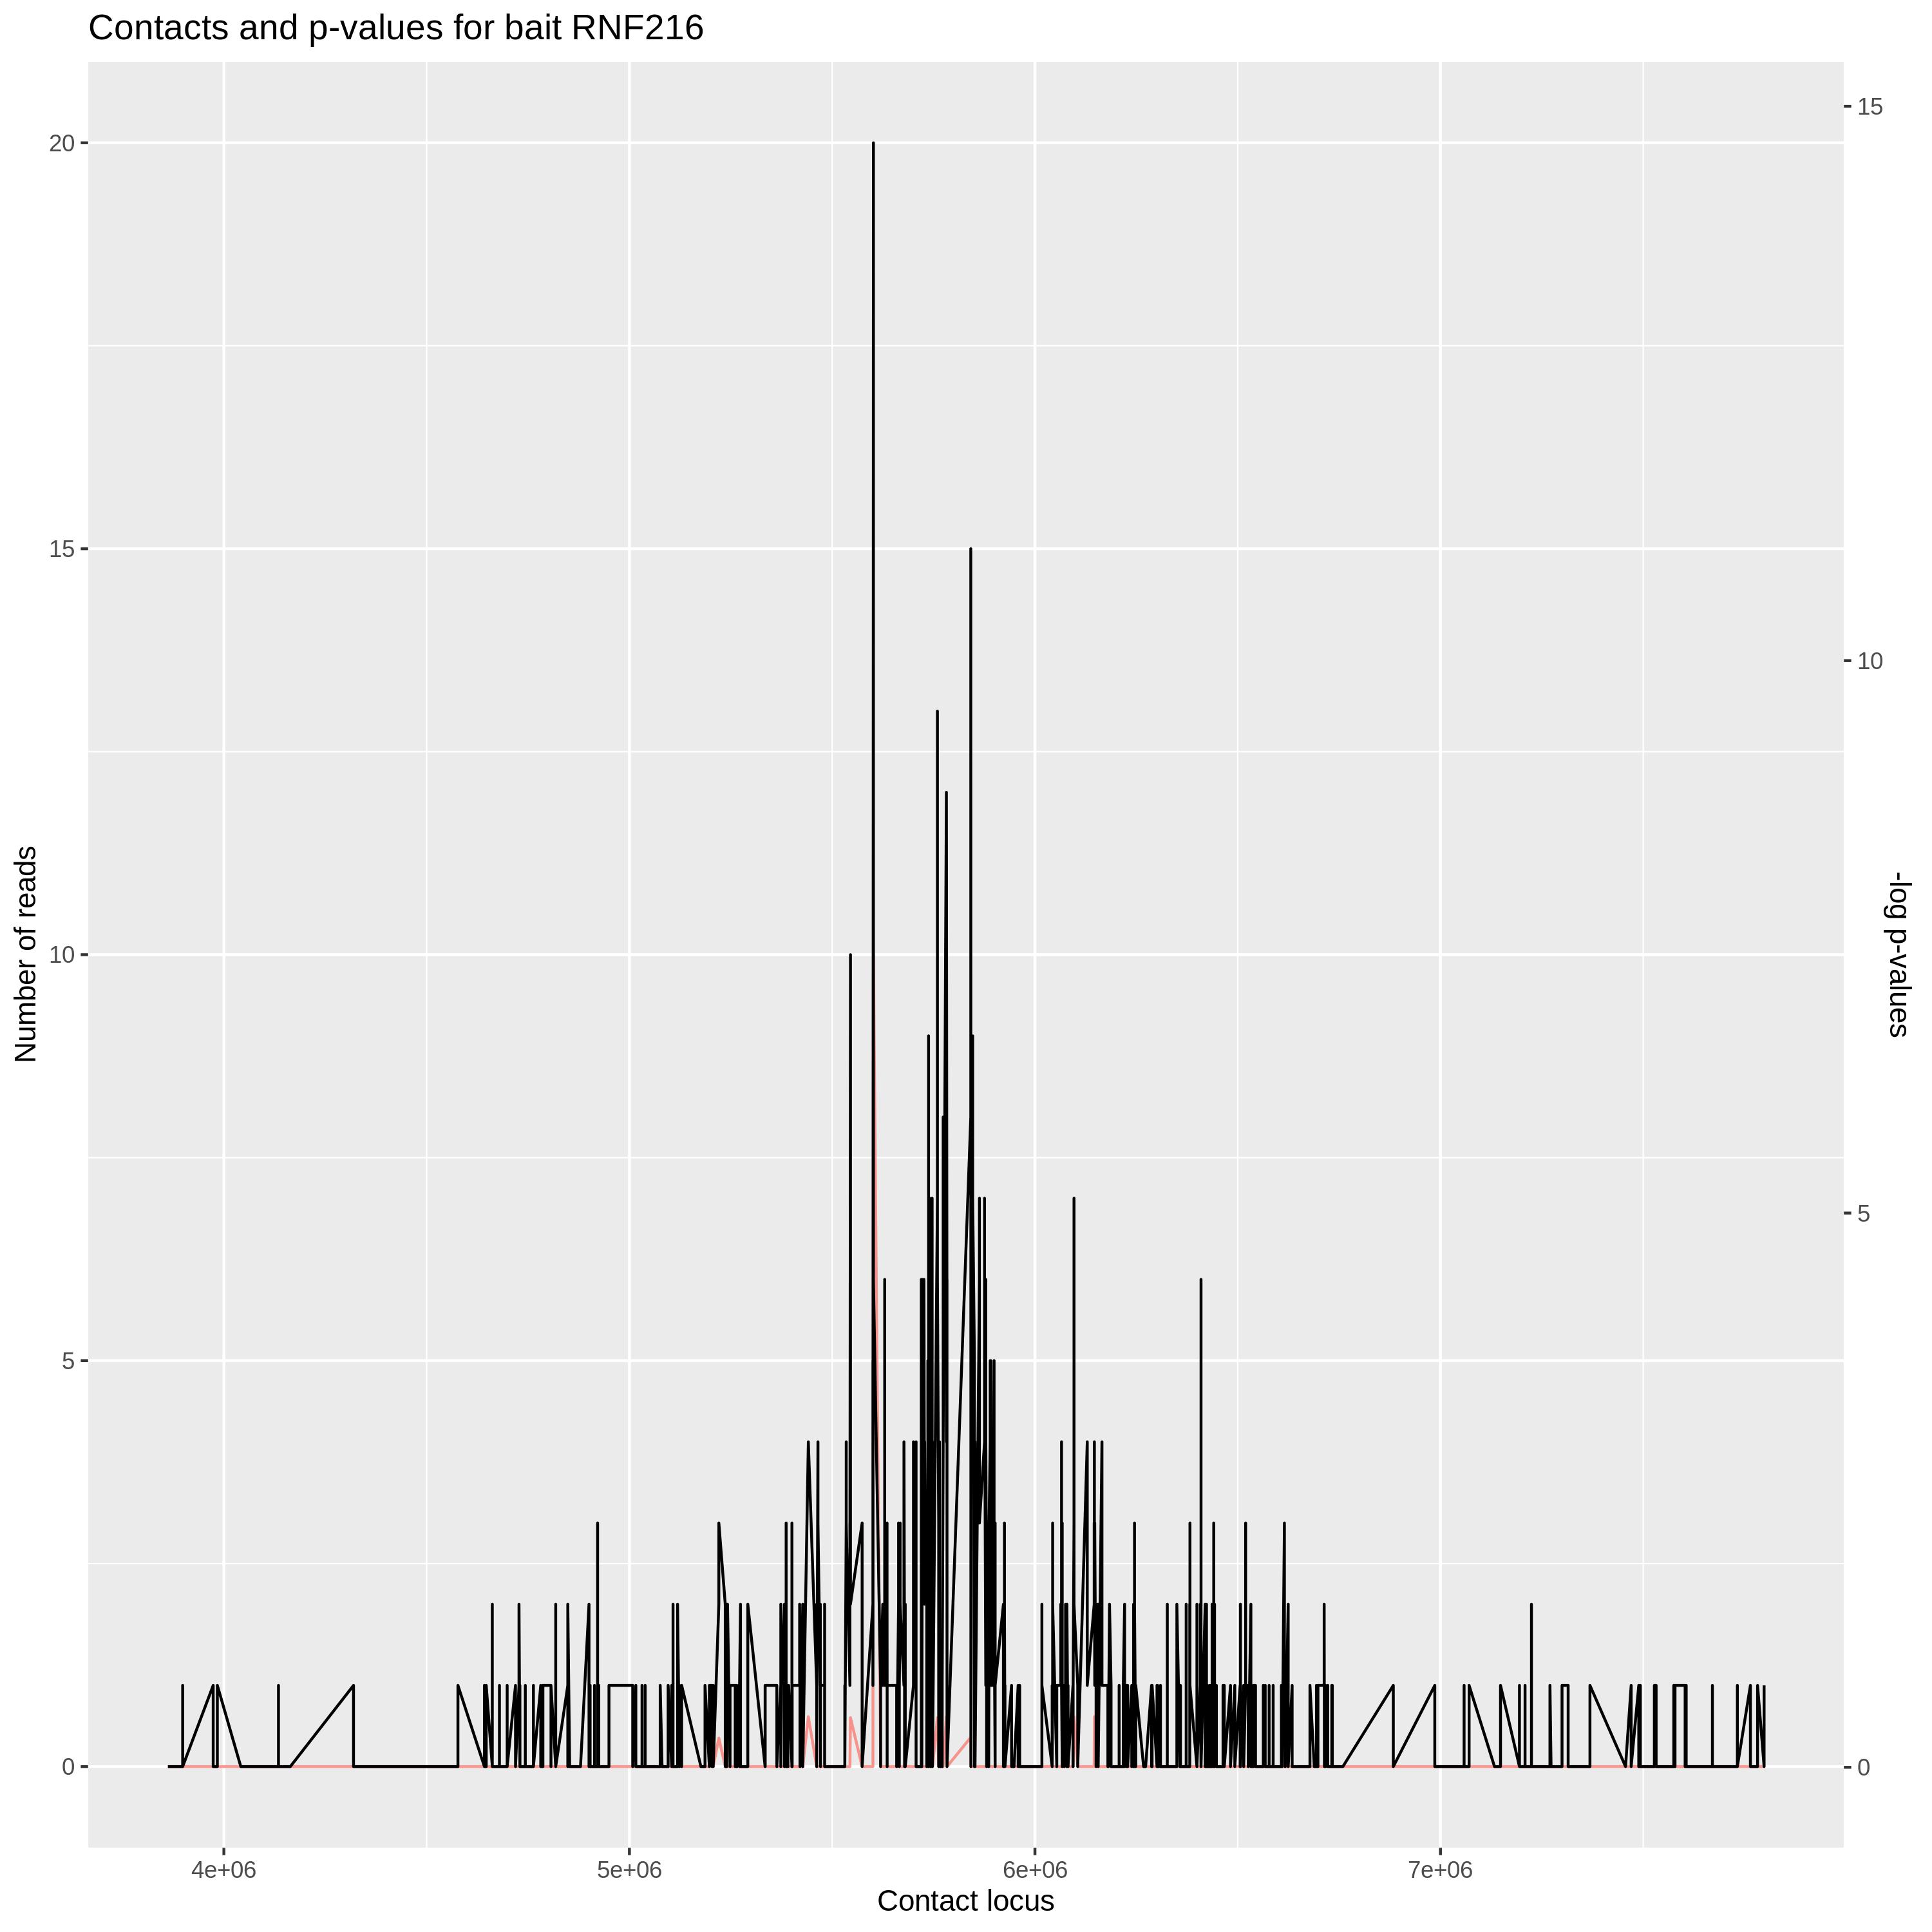 Contacts and p-values for bait RNF216
20
15
10
5
0
Number of reads
15
10
5
0
-log p-values
4e+06
5e+06
6e+06
7e+06
Contact locus